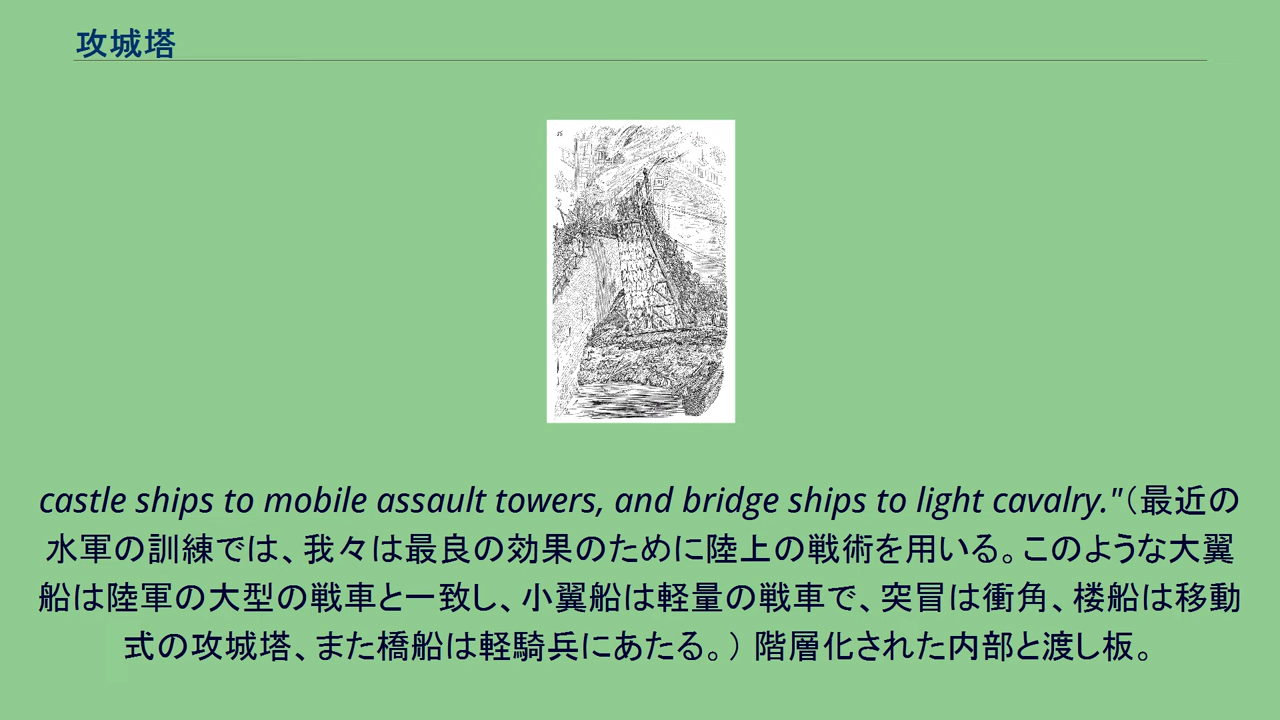 攻城塔
castle ships to mobile assault towers, and bridge ships to light cavalry."（最近の
水軍の訓練では、我々は最良の効果のために陸上の戦術を用いる。このような大翼
船は陸軍の大型の戦車と一致し、小翼船は軽量の戦車で、突冒は衝角、楼船は移動
式の攻城塔、また橋船は軽騎兵にあたる。） 階層化された内部と渡し板。